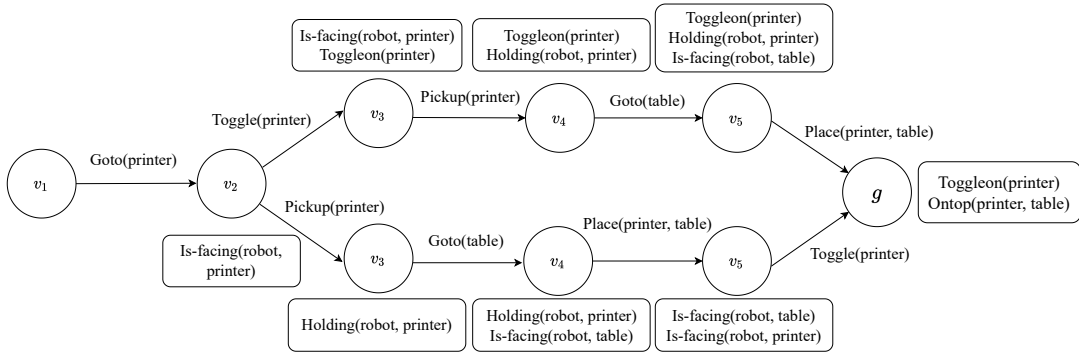 Is-facing(robot, printer)
Toggleon(printer)
Toggleon(printer)
Holding(robot, printer)
Toggleon(printer)
Holding(robot, printer)
Is-facing(robot, table)
Toggle(printer)
v3
Pickup(printer)
v4
Goto(table)
v5
Place(printer, table)
v1
Goto(printer)
v2
g
Toggleon(printer)
Ontop(printer, table)
Is-facing(robot,
printer)
Pickup(printer)
v3
Goto(table)
v4
Place(printer, table)
v5
Toggle(printer)
Holding(robot, printer)
Holding(robot, printer)
Is-facing(robot, table)
Is-facing(robot, table)
Is-facing(robot, printer)